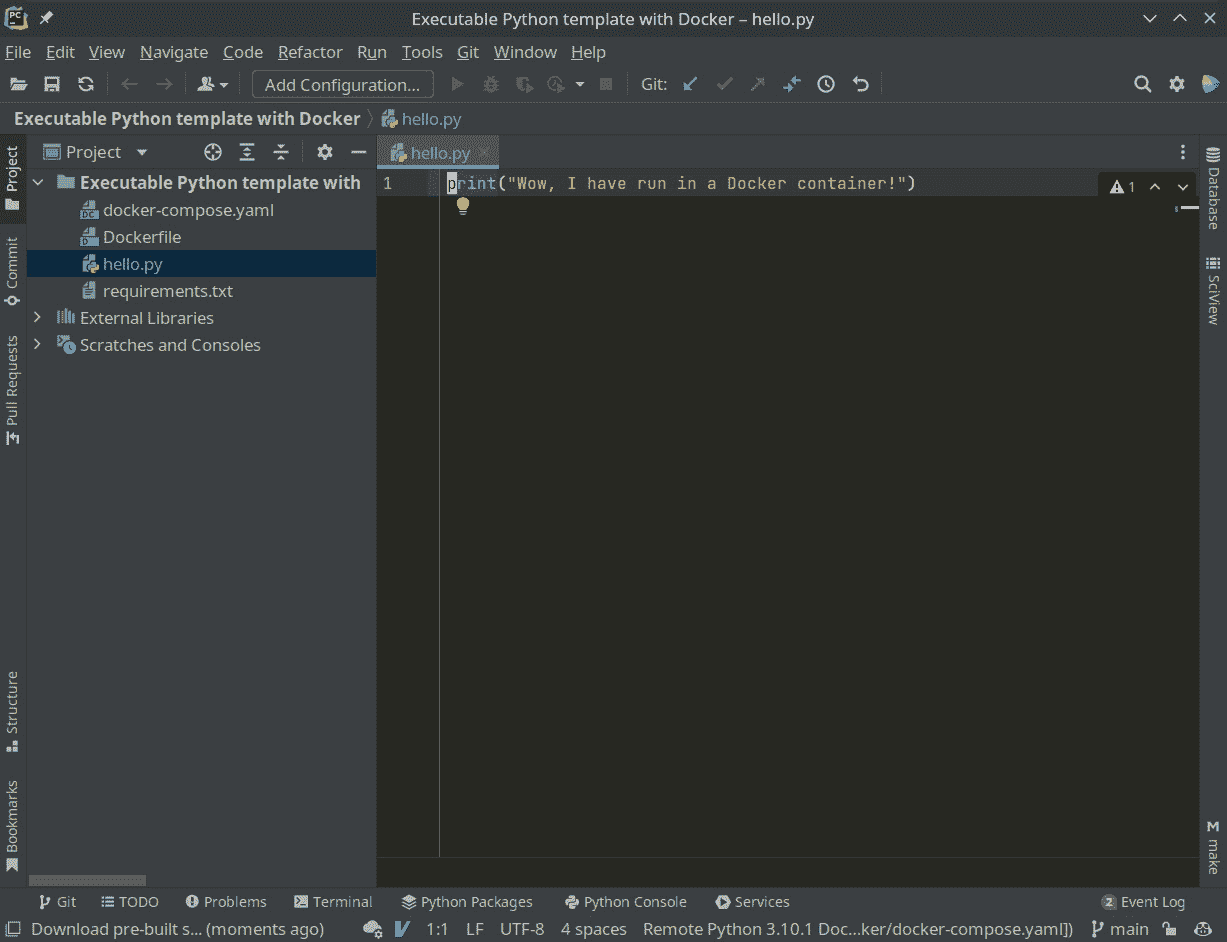 PC
Executable Python template with Docker – hello.py
File Edit View Navigate Code Refactor Run Tools Git Window Help
Add Configuration... Git:
Executable Python template with Docker hello.py
Project
Commit
Pull Requests
Structure
Bookmarks
Project
Executable Python template with
docker-compose.yaml
Dockerfile
hello.py
requirements.txt
External Libraries
Scratches and Consoles
hello.py
1 print("Wow, I have run in a Docker container!")
1
Database
SciView
M make
Git TODO Problems Terminal Python Packages Python Console Services 2 Event Log
Download pre-built s... (moments ago) 1:1 LF UTF-8 4 spaces Remote Python 3.10.1 Doc...ker/docker-compose.yaml]) main